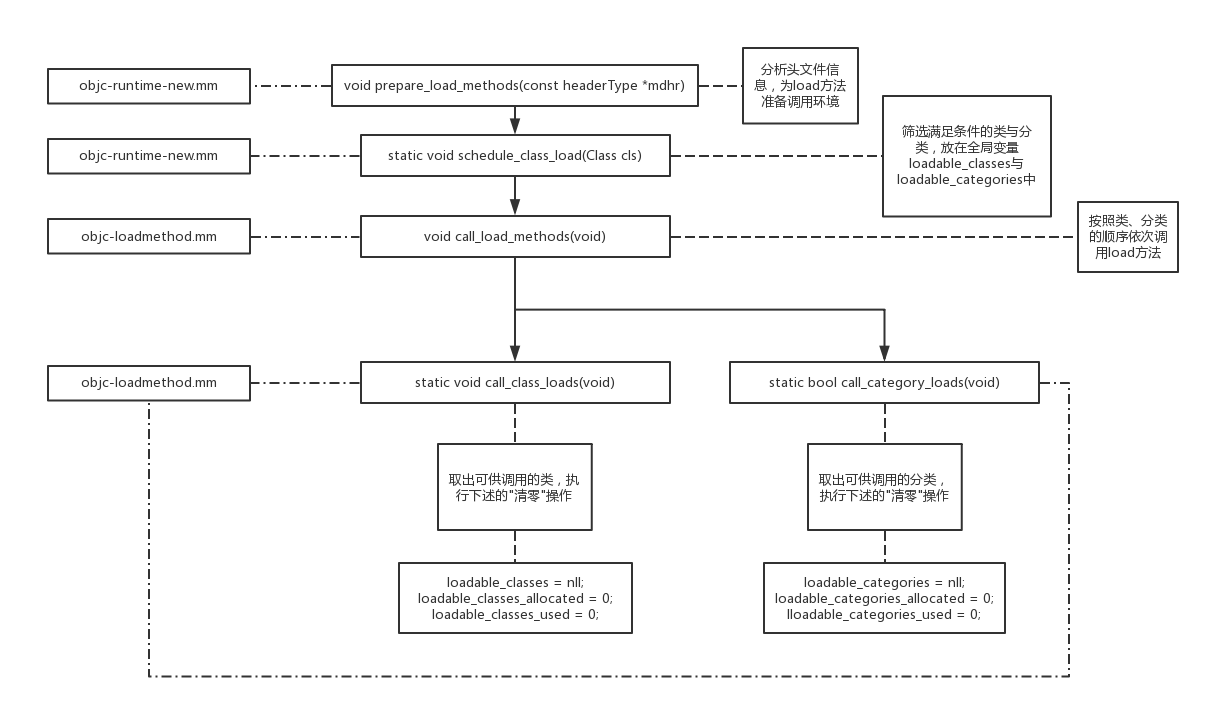 objc-runtime-new.mm
void prepare_load_methods(const headerType *mdhr)
分析头文件信
息，为load方法
准备调用环境
objc-runtime-new.mm
static void schedule_class_load(Class cls)
筛选满足条件的类与分
类，放在全局变量
loadable_classes与
loadable_categories中
objc-loadmethod.mm
void call_load_methods(void)
按照类、分类
的顺序依次调
用load方法
objc-loadmethod.mm
static void call_class_loads(void)
static bool call_category_loads(void)
取出可供调用的类，执
行下述的"清零"操作
取出可供调用的分类，
执行下述的"清零"操作
loadable_classes = nll;
loadable_classes_allocated = 0;
loadable_classes_used = 0;
loadable_categories = nll;
loadable_categories_allocated = 0;
lloadable_categories_used = 0;